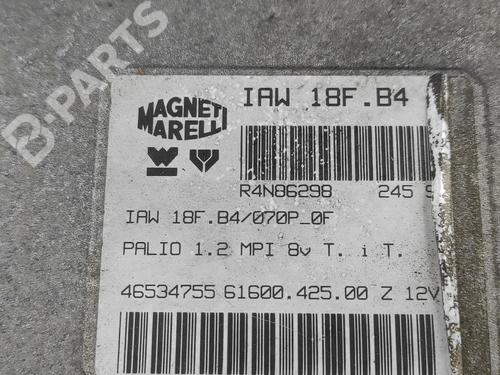 B-PARTS
MAGNETI MARELLI
IAW 18F.B4
R4N86298 245 9
IAW 18F.B4/070P_0F
PALIO 1.2 MPI 8v T. i T.
46534755 61600.425.00 Z 12V